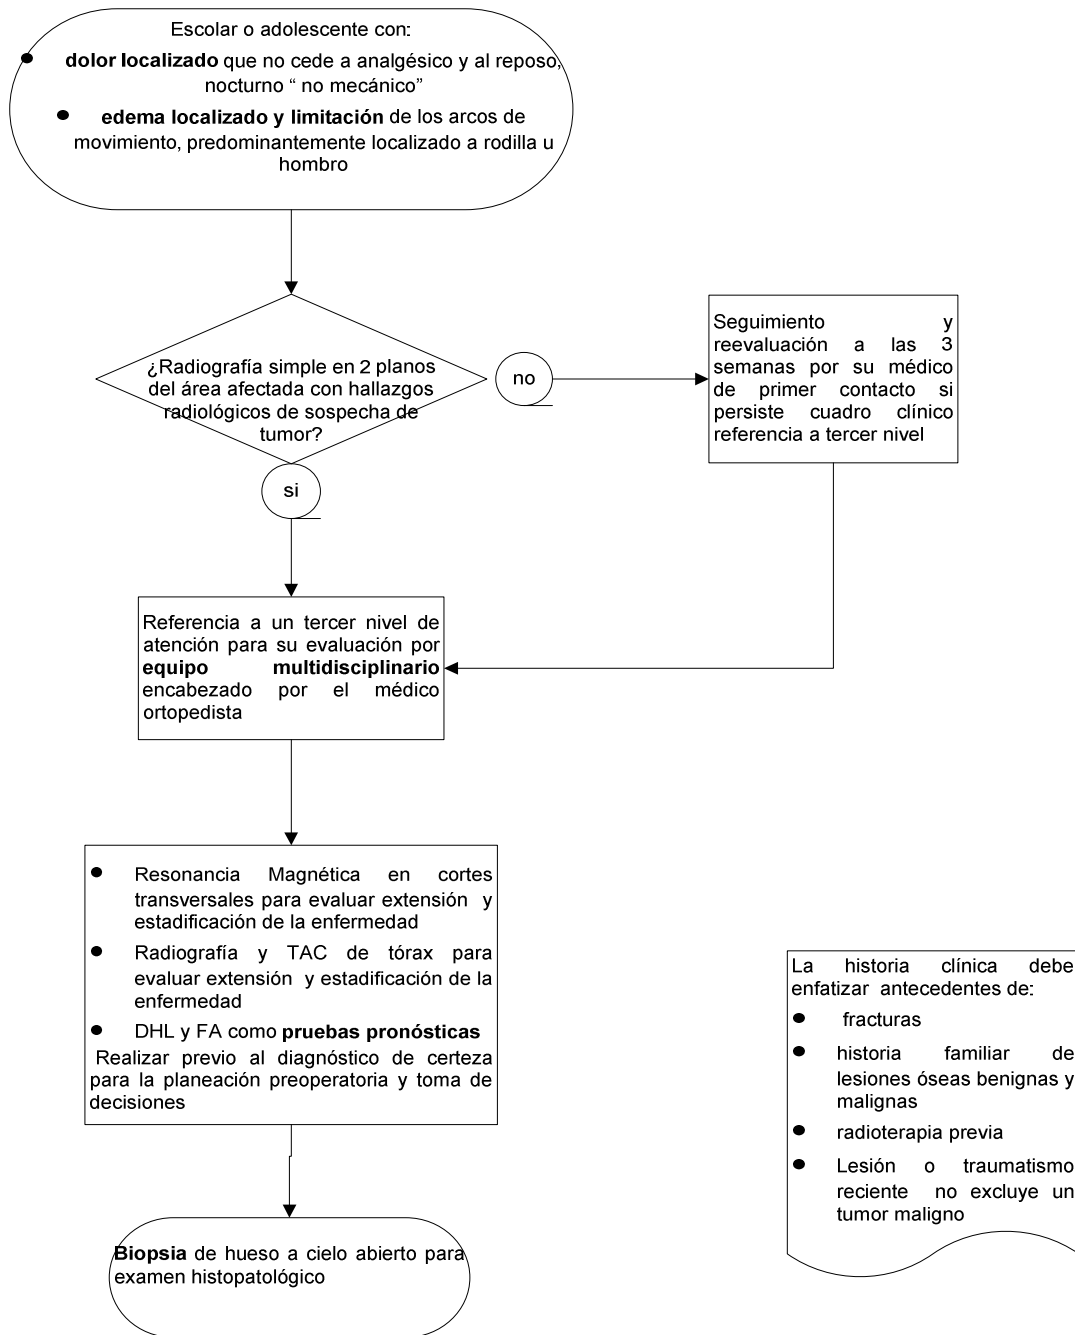 Escolar o adolescente con:
● dolor localizado que no cede a analgésico y al reposo,
nocturno “ no mecánico”
● edema localizado y limitación de los arcos de
movimiento, predominantemente localizado a rodilla u
hombro
¿Radiografía simple en 2 planos
del área afectada con hallazgos
radiológicos de sospecha de
tumor?
no
Seguimiento y
reevaluación a las 3
semanas por su médico
de primer contacto si
persiste cuadro clínico
referencia a tercer nivel
si
Referencia a un tercer nivel de
atención para su evaluación por
equipo multidisciplinario
encabezado por el médico
ortopedista
● Resonancia Magnética en cortes
transversales para evaluar extensión y
estadificación de la enfermedad
● Radiografía y TAC de tórax para
evaluar extensión y estadificación de la
enfermedad
● DHL y FA como pruebas pronósticas
Realizar previo al diagnóstico de certeza
para la planeación preoperatoria y toma de
decisiones
Biopsia de hueso a cielo abierto para
examen histopatológico
La historia clínica debe
enfatizar antecedentes de:
● fracturas
● historia familiar de
lesiones óseas benignas y
malignas
● radioterapia previa
● Lesión o traumatismo
reciente no excluye un
tumor maligno